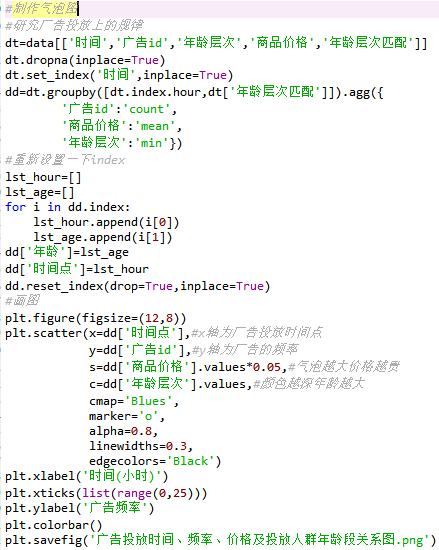 #制作气泡图
#研究广告投放上的规律
dt=data[['时间','广告id','年龄层次','商品价格','年龄层次匹配']]
dt.dropna(inplace=True)
dt.set_index('时间',inplace=True)
dd=dt.groupby([dt.index.hour,dt['年龄层次匹配']]).agg({
        '广告id':'count',
        '商品价格':'mean',
        '年龄层次':'min'})
#重新设置一下index
lst_hour=[]
lst_age=[]
for i in dd.index:
    lst_hour.append(i[0])
    lst_age.append(i[1])
dd['年龄']=lst_age
dd['时间点']=lst_hour
dd.reset_index(drop=True,inplace=True)
#画图
plt.figure(figsize=(12,8))
plt.scatter(x=dd['时间点'],#x轴为广告投放时间点
            y=dd['广告id'],#y轴为广告的频率
            s=dd['商品价格'].values*0.05,#气泡越大价格越贵
            c=dd['年龄层次'].values,#颜色越深年龄越大
            cmap='Blues',
            marker='o',
            alpha=0.8,
            linewidths=0.3,
            edgecolors='Black')
plt.xlabel('时间(小时)')
plt.xticks(list(range(0,25)))
plt.ylabel('广告频率')
plt.colorbar()
plt.savefig('广告投放时间、频率、价格及投放人群年龄段关系图.png')